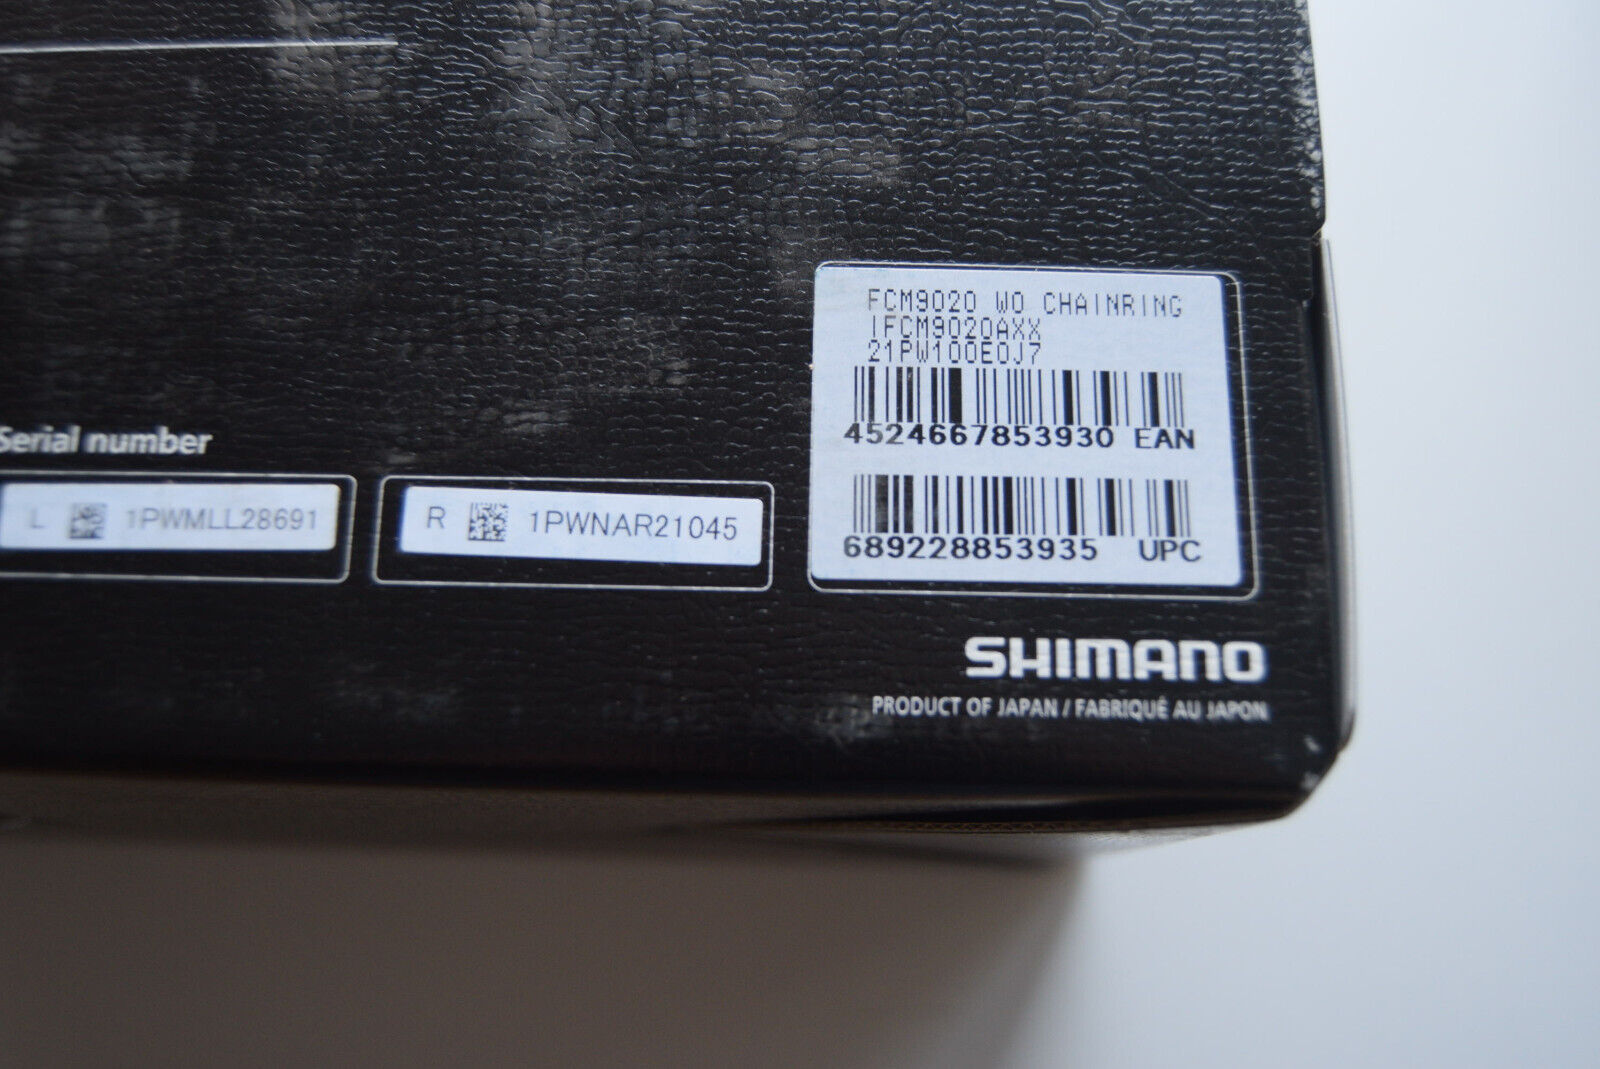 FCM9020 WO CHAINRING
IFCM9020AXX
21PW100E0J7
4524667853930 EAN
689228853935 UPC
Serial number
L 1PWMLL28691
R 1PWNAR21045
SHIMANO
PRODUCT OF JAPAN / FABRIQUÉ AU JAPON